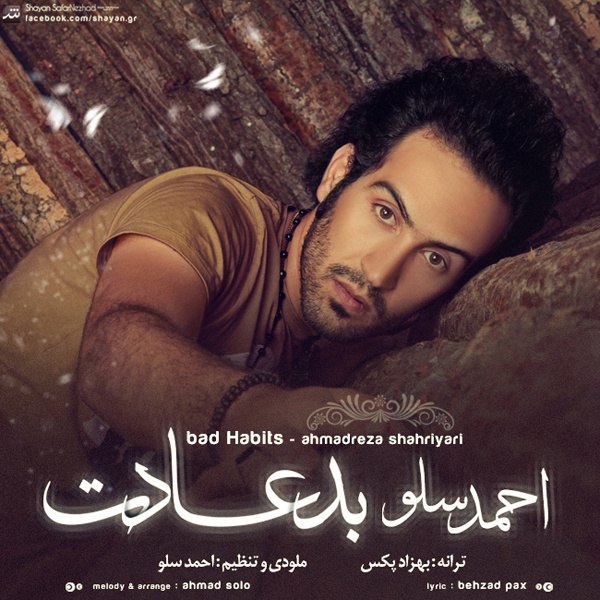 Shayan SafarNezhad
facebook.com/shayan.gr
bad Habits - ahmadreza shahriyari
احمد سلو بد عادت
ترانه : بهزاد پکس ملودی و تنظیم : احمد سلو
melody & arrange : ahmad solo lyric : behzad pax